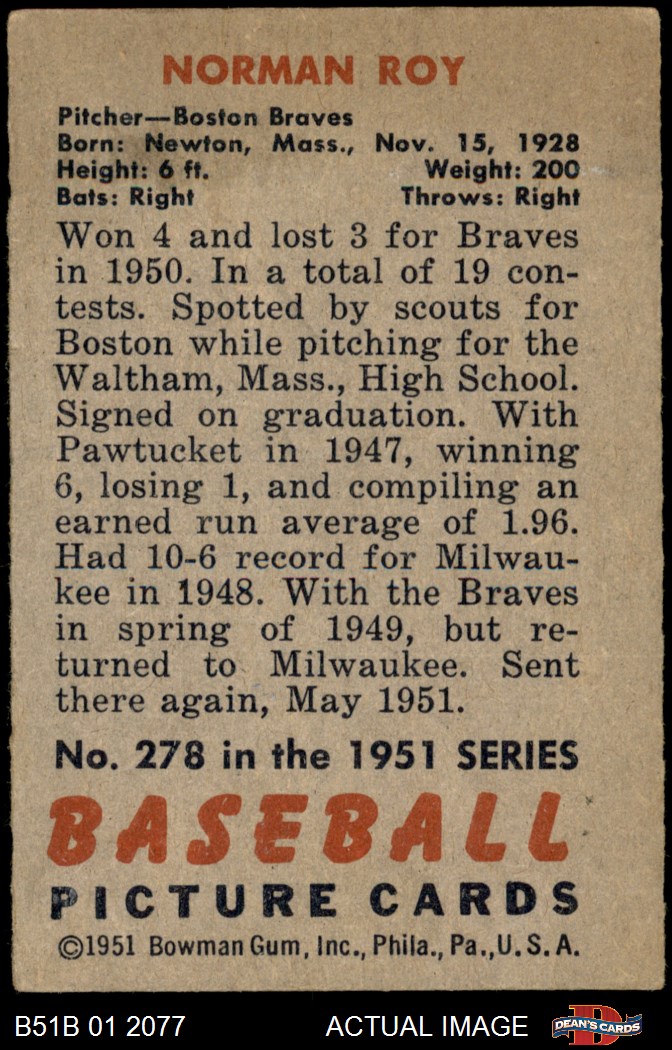 NORMAN ROY
Pitcher—Boston Braves
Born: Newton, Mass., Nov. 15, 1928
Height: 6 ft. Weight: 200
Bats: Right Throws: Right
Won 4 and lost 3 for Braves
in 1950. In a total of 19 con-
tests. Spotted by scouts for
Boston while pitching for the
Waltham, Mass., High School.
Signed on graduation. With
Pawtucket in 1947, winning
6, losing 1, and compiling an
earned run average of 1.96.
Had 10-6 record for Milwau-
kee in 1948. With the Braves
in spring of 1949, but re-
turned to Milwaukee. Sent
there again, May 1951.
No. 278 in the 1951 SERIES
BASEBALL
PICTURE CARDS
©1951 Bowman Gum, Inc., Phila., Pa., U.S.A.
B51B 01 2077 ACTUAL IMAGE D DEAN'S CARDS